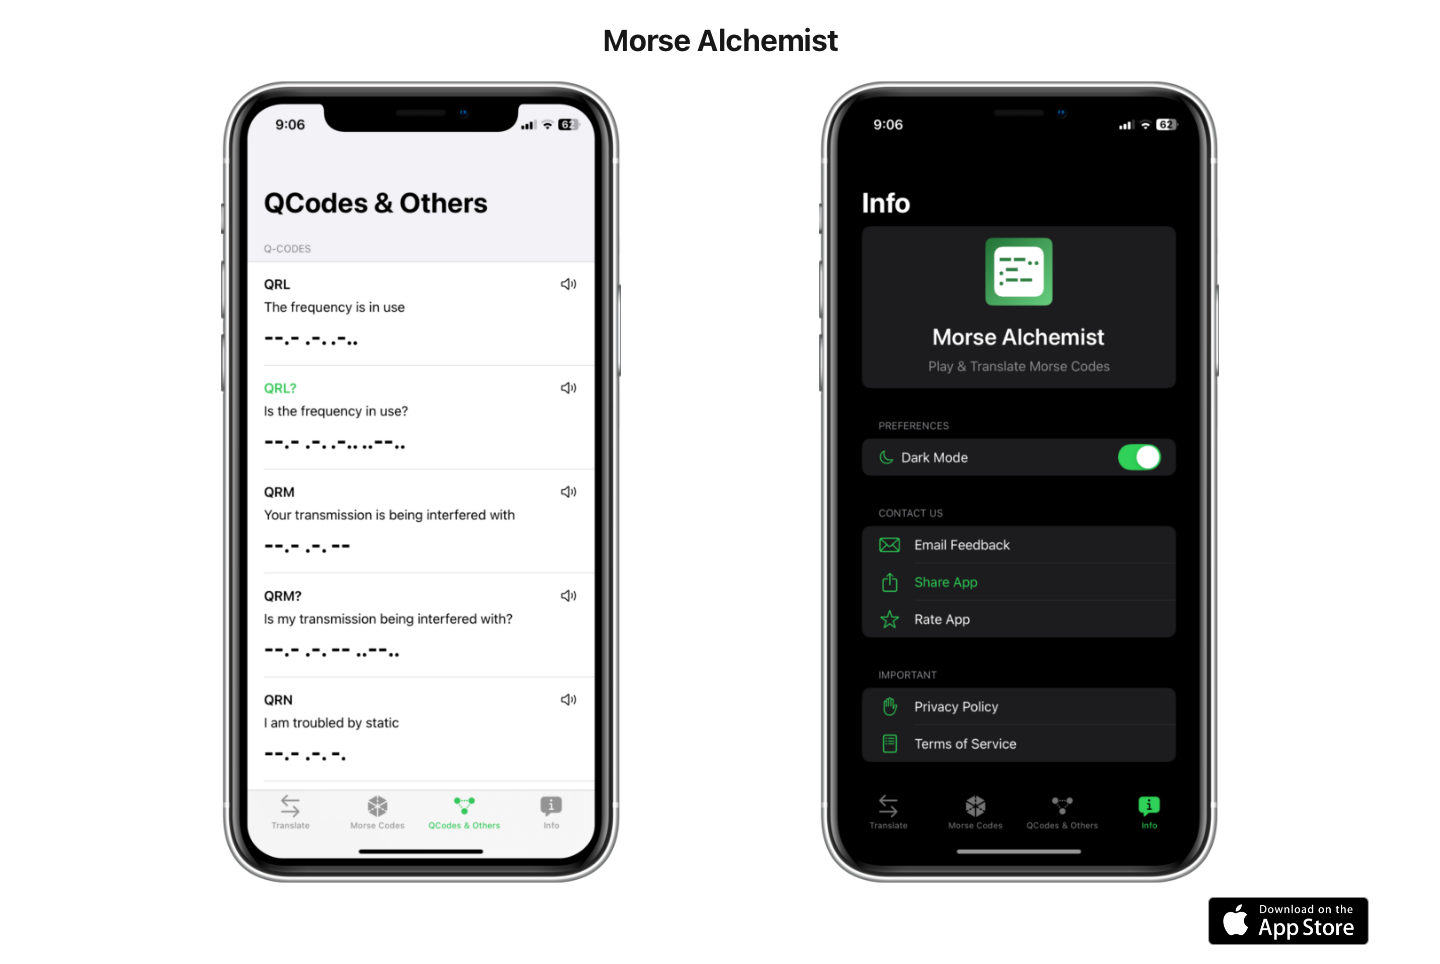 Morse Alchemist
9:06
62
QCodes & Others
Q-CODES
QRL
The frequency is in use
--.- .-. .-..
QRL?
Is the frequency in use?
--.- .-. .-.. ..--..
QRM
Your transmission is being interfered with
--.- .-. --
QRM?
Is my transmission being interfered with?
--.- .-. -- ..--..
QRN
I am troubled by static
--.- .-. -.
Translate
Morse Codes
QCodes & Others
Info
9:06
62
Info
Morse Alchemist
Play & Translate Morse Codes
PREFERENCES
Dark Mode
CONTACT US
Email Feedback
Share App
Rate App
IMPORTANT
Privacy Policy
Terms of Service
Translate
Morse Codes
QCodes & Others
Info
Download on the
App Store